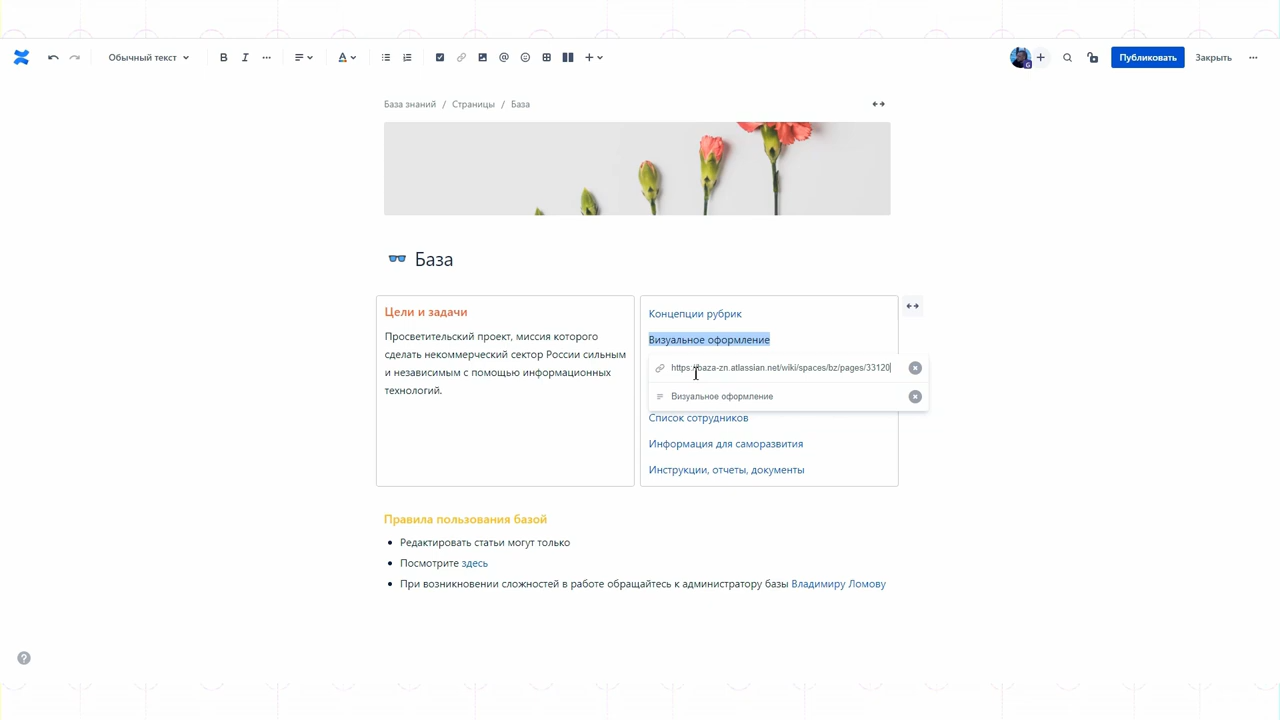 Обычный текст
B I
Публиковать
Закрыть
База знаний / Страницы / База
База
Цели и задачи
Просветительский проект, миссия которого
сделать некоммерческий сектор России сильным
и независимым с помощью информационных
технологий.
Концепции рубрик
Визуальное оформление
https://baza-zn.atlassian.net/wiki/spaces/bz/pages/33120
Визуальное оформление
Список сотрудников
Информация для саморазвития
Инструкции, отчеты, документы
Правила пользования базой
Редактировать статьи могут только
Посмотрите здесь
При возникновении сложностей в работе обращайтесь к администратору базы Владимиру Ломову